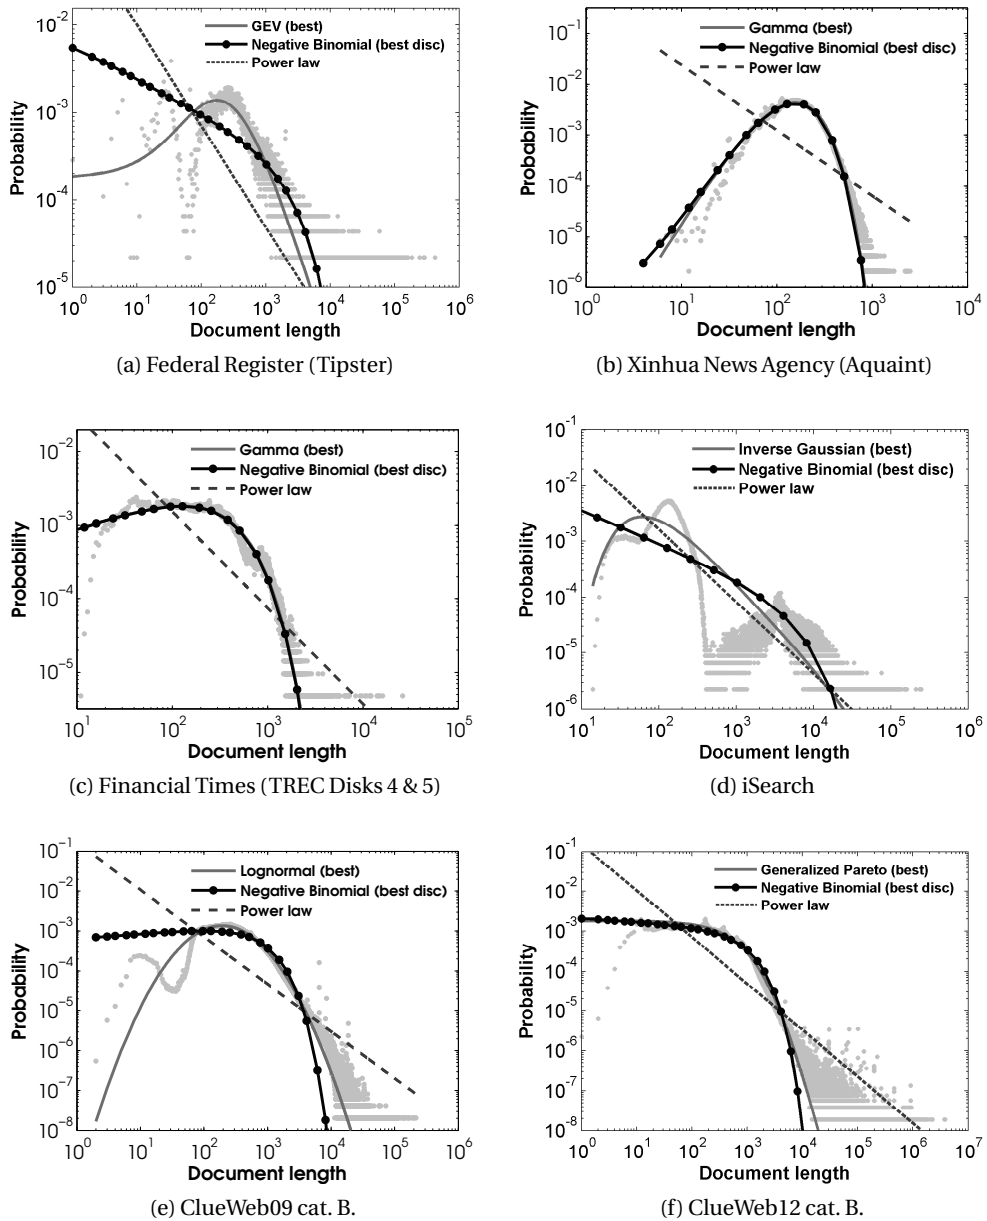 GEV (best)
Negative Binomial (best disc)
Power law
Probability
10^-2
10^-3
10^-4
10^-5
10^0 10^1 10^2 10^3 10^4 10^5 10^6
Document length
(a) Federal Register (Tipster)
Gamma (best)
Negative Binomial (best disc)
Power law
Probability
10^-1
10^-2
10^-3
10^-4
10^-5
10^-6
10^0 10^1 10^2 10^3 10^4
Document length
(b) Xinhua News Agency (Aquaint)
Gamma (best)
Negative Binomial (best disc)
Power law
Probability
10^-2
10^-3
10^-4
10^-5
10^1 10^2 10^3 10^4 10^5
Document length
(c) Financial Times (TREC Disks 4 & 5)
Inverse Gaussian (best)
Negative Binomial (best disc)
Power law
Probability
10^-1
10^-2
10^-3
10^-4
10^-5
10^-6
10^1 10^2 10^3 10^4 10^5 10^6
Document length
(d) iSearch
Lognormal (best)
Negative Binomial (best disc)
Power law
Probability
10^-1
10^-2
10^-3
10^-4
10^-5
10^-6
10^-7
10^-8
10^0 10^1 10^2 10^3 10^4 10^5 10^6
Document length
(e) ClueWeb09 cat. B.
Generalized Pareto (best)
Negative Binomial (best disc)
Power law
Probability
10^-1
10^-2
10^-3
10^-4
10^-5
10^-6
10^-7
10^-8
10^0 10^1 10^2 10^3 10^4 10^5 10^6 10^7
Document length
(f) ClueWeb12 cat. B.